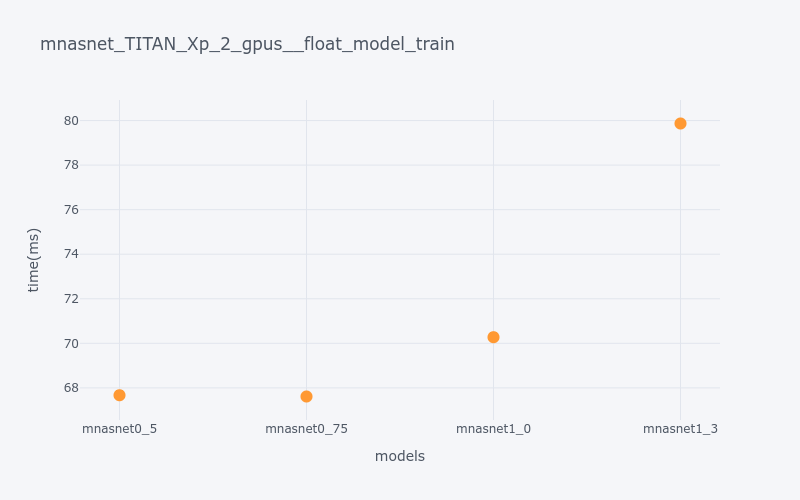 mnasnet_TITAN_Xp_2_gpus__float_model_train
80
78
76
74
72
70
68
time(ms)
mnasnet0_5
mnasnet0_75
mnasnet1_0
mnasnet1_3
models